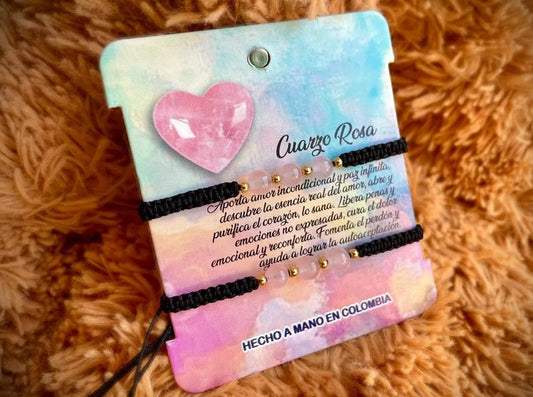 Cuarzo Rosa
Aporta amor incondicional y paz infinita,
descubre la esencia real del amor, abre y
purifica el corazón, lo sana. Libera penas y
emociones no expresadas, cura el dolor
emocional y reconforta. Fomenta el perdón y
ayuda a lograr la autoaceptación
HECHO A MANO EN COLOMBIA